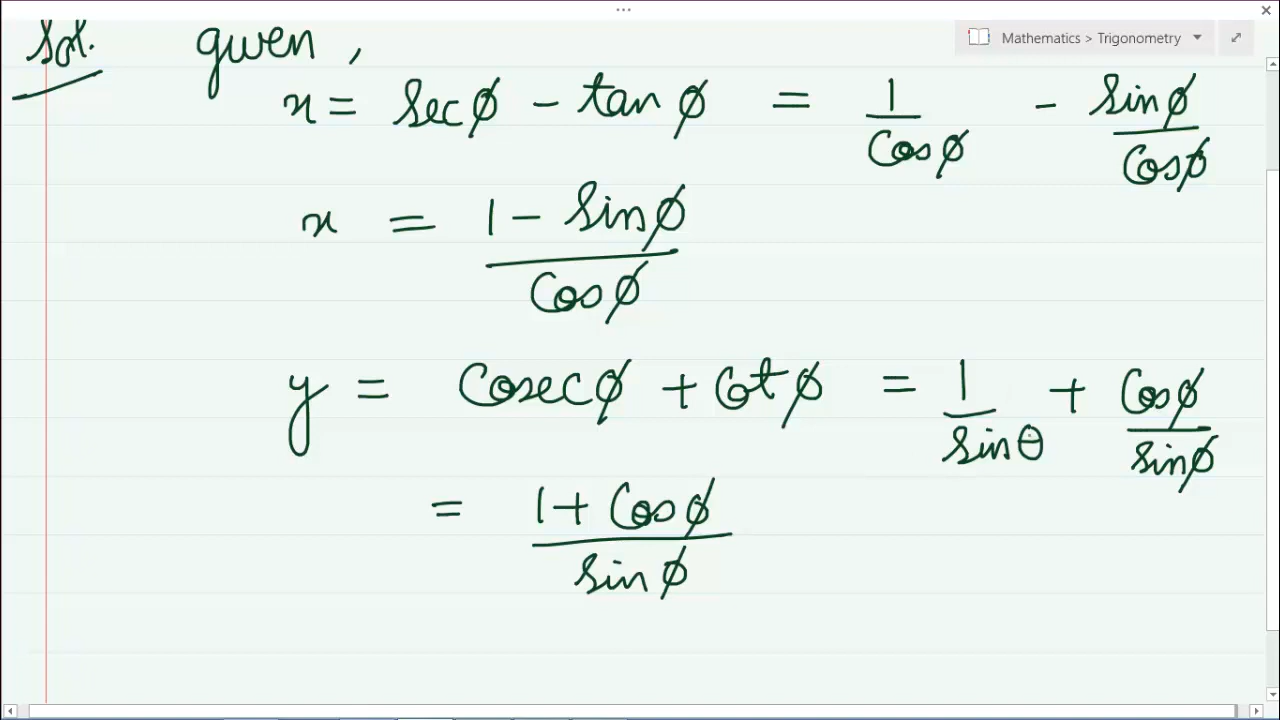 Sol. given,
Mathematics > Trigonometry
x = secφ - tanφ = 1/cosφ - sinφ/cosφ
x = 1 - sinφ/cosφ
y = cosecφ + cotφ = 1/sinθ + cosφ/sinφ
= 1 + cosφ/sinφ